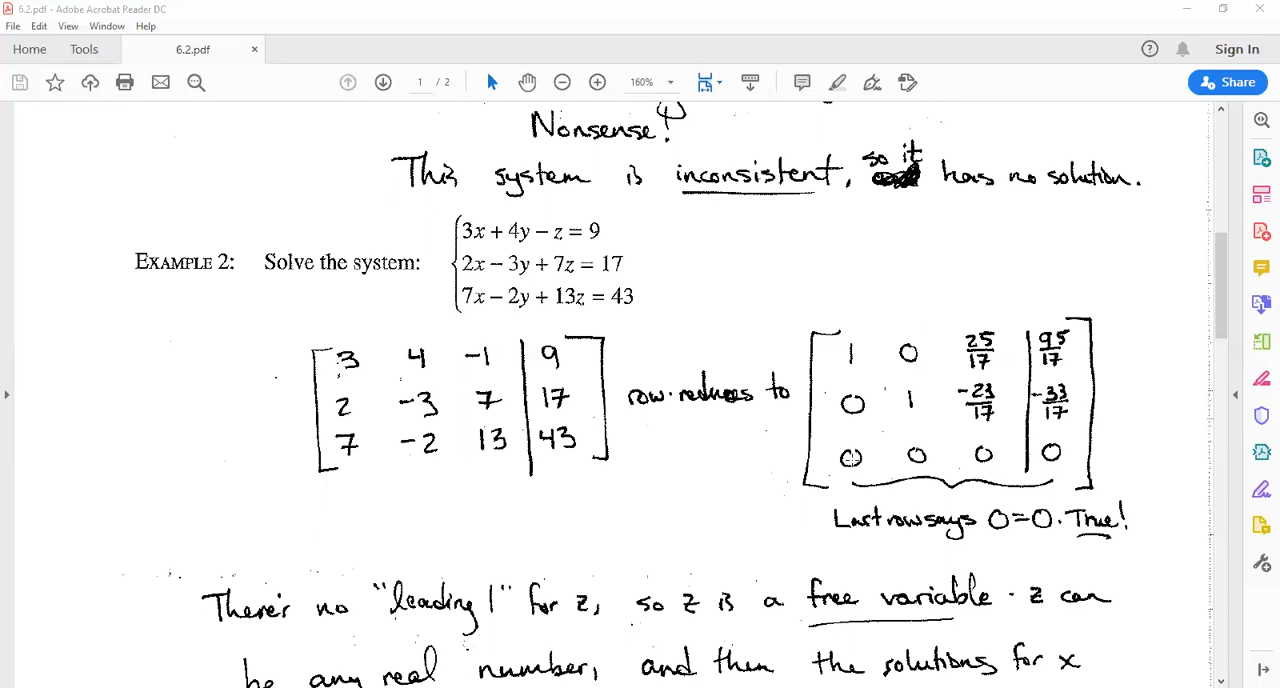 6.2.pdf - Adobe Acrobat Reader DC
File Edit View Window Help
Home Tools 6.2.pdf × ? Sign In
1 / 2 160% Share
Nonsense!
This system is inconsistent, so it has no solution.
3x + 4y − z = 9
EXAMPLE 2: Solve the system: 2x − 3y + 7z = 17
7x − 2y + 13z = 43
3 4 -1 | 9
2 -3 7 | 17
7 -2 13 | 43
row-reduces to
1 0 25/17 | 95/17
0 1 -23/17 | -33/17
0 0 0 | 0
Last row says 0=0. True!
There's no "leading 1" for z, so z is a free variable. z can
be any real number, and then the solutions for x